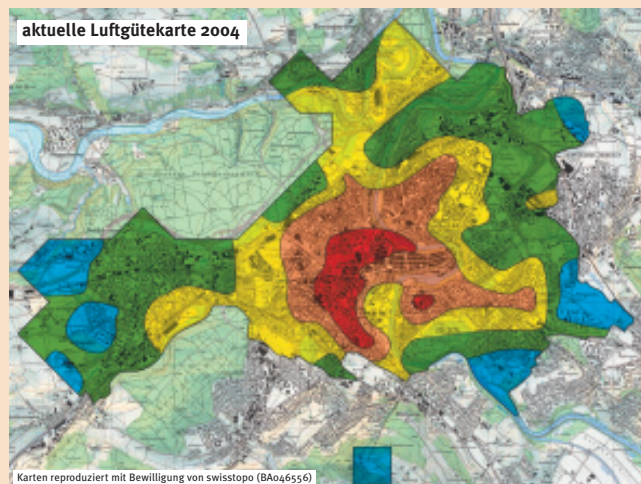 aktuelle Luftgütekarte 2004
Karten reproduziert mit Bewilligung von swisstopo (BA046556)